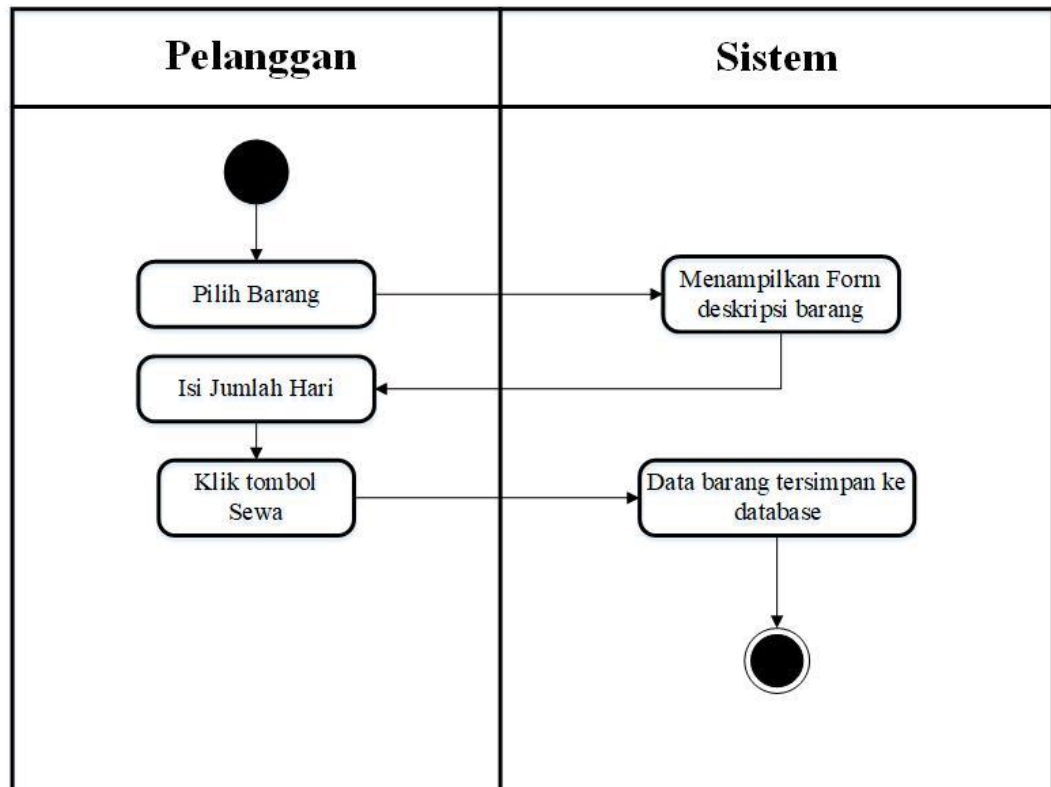 Pelanggan
Sistem
Pilih Barang
Menampilkan Form
deskripsi barang
Isi Jumlah Hari
Klik tombol
Sewa
Data barang tersimpan ke
database